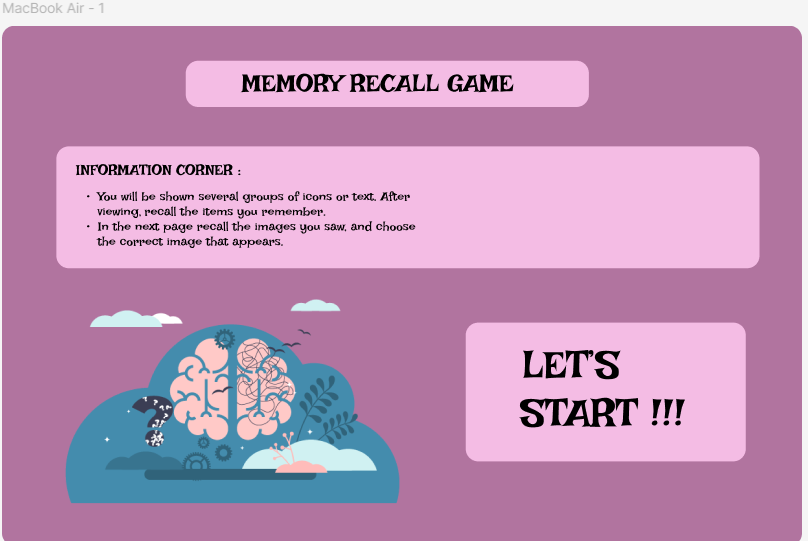 MacBook Air - 1
MEMORY RECALL GAME
INFORMATION CORNER :
• You will be shown several groups of icons or text. After
viewing, recall the items you remember.
• In the next page recall the images you saw, and choose
the correct image that appears.
?
LET'S
START !!!